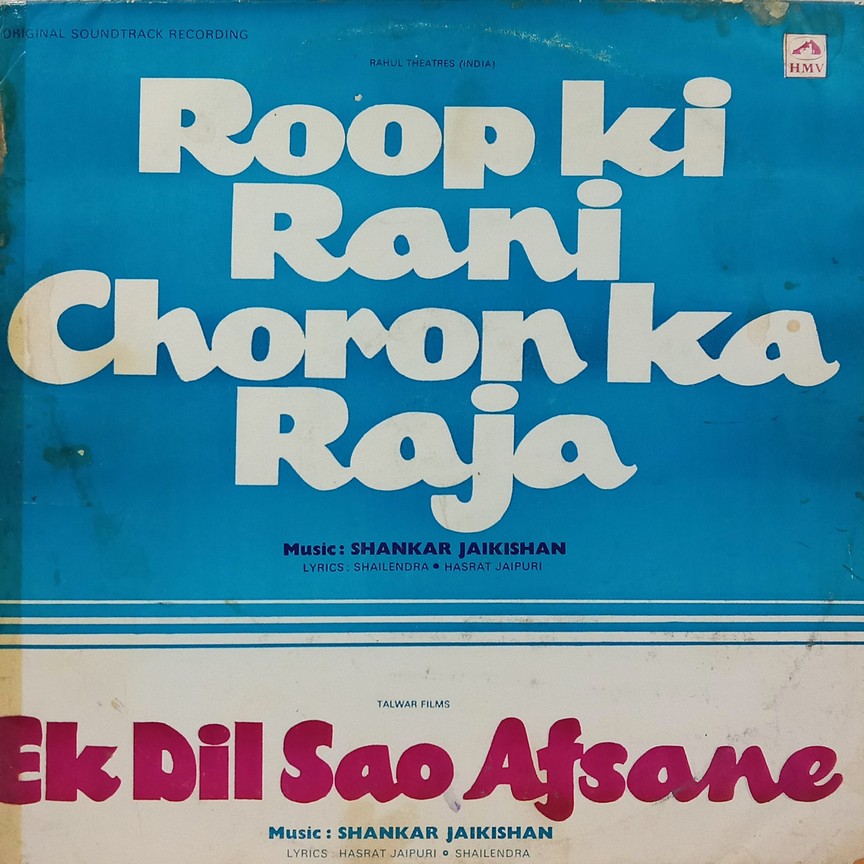 ORIGINAL SOUNDTRACK RECORDING
RAHUL THEATRES (INDIA)
HMV
Roop ki
Rani
Choron ka
Raja
Music: SHANKAR JAIKISHAN
LYRICS: SHAILENDRA • HASRAT JAIPURI
TALWAR FILMS
Ek Dil Sao Afsane
Music: SHANKAR JAIKISHAN
LYRICS HASRAT JAIPURI • SHAILENDRA